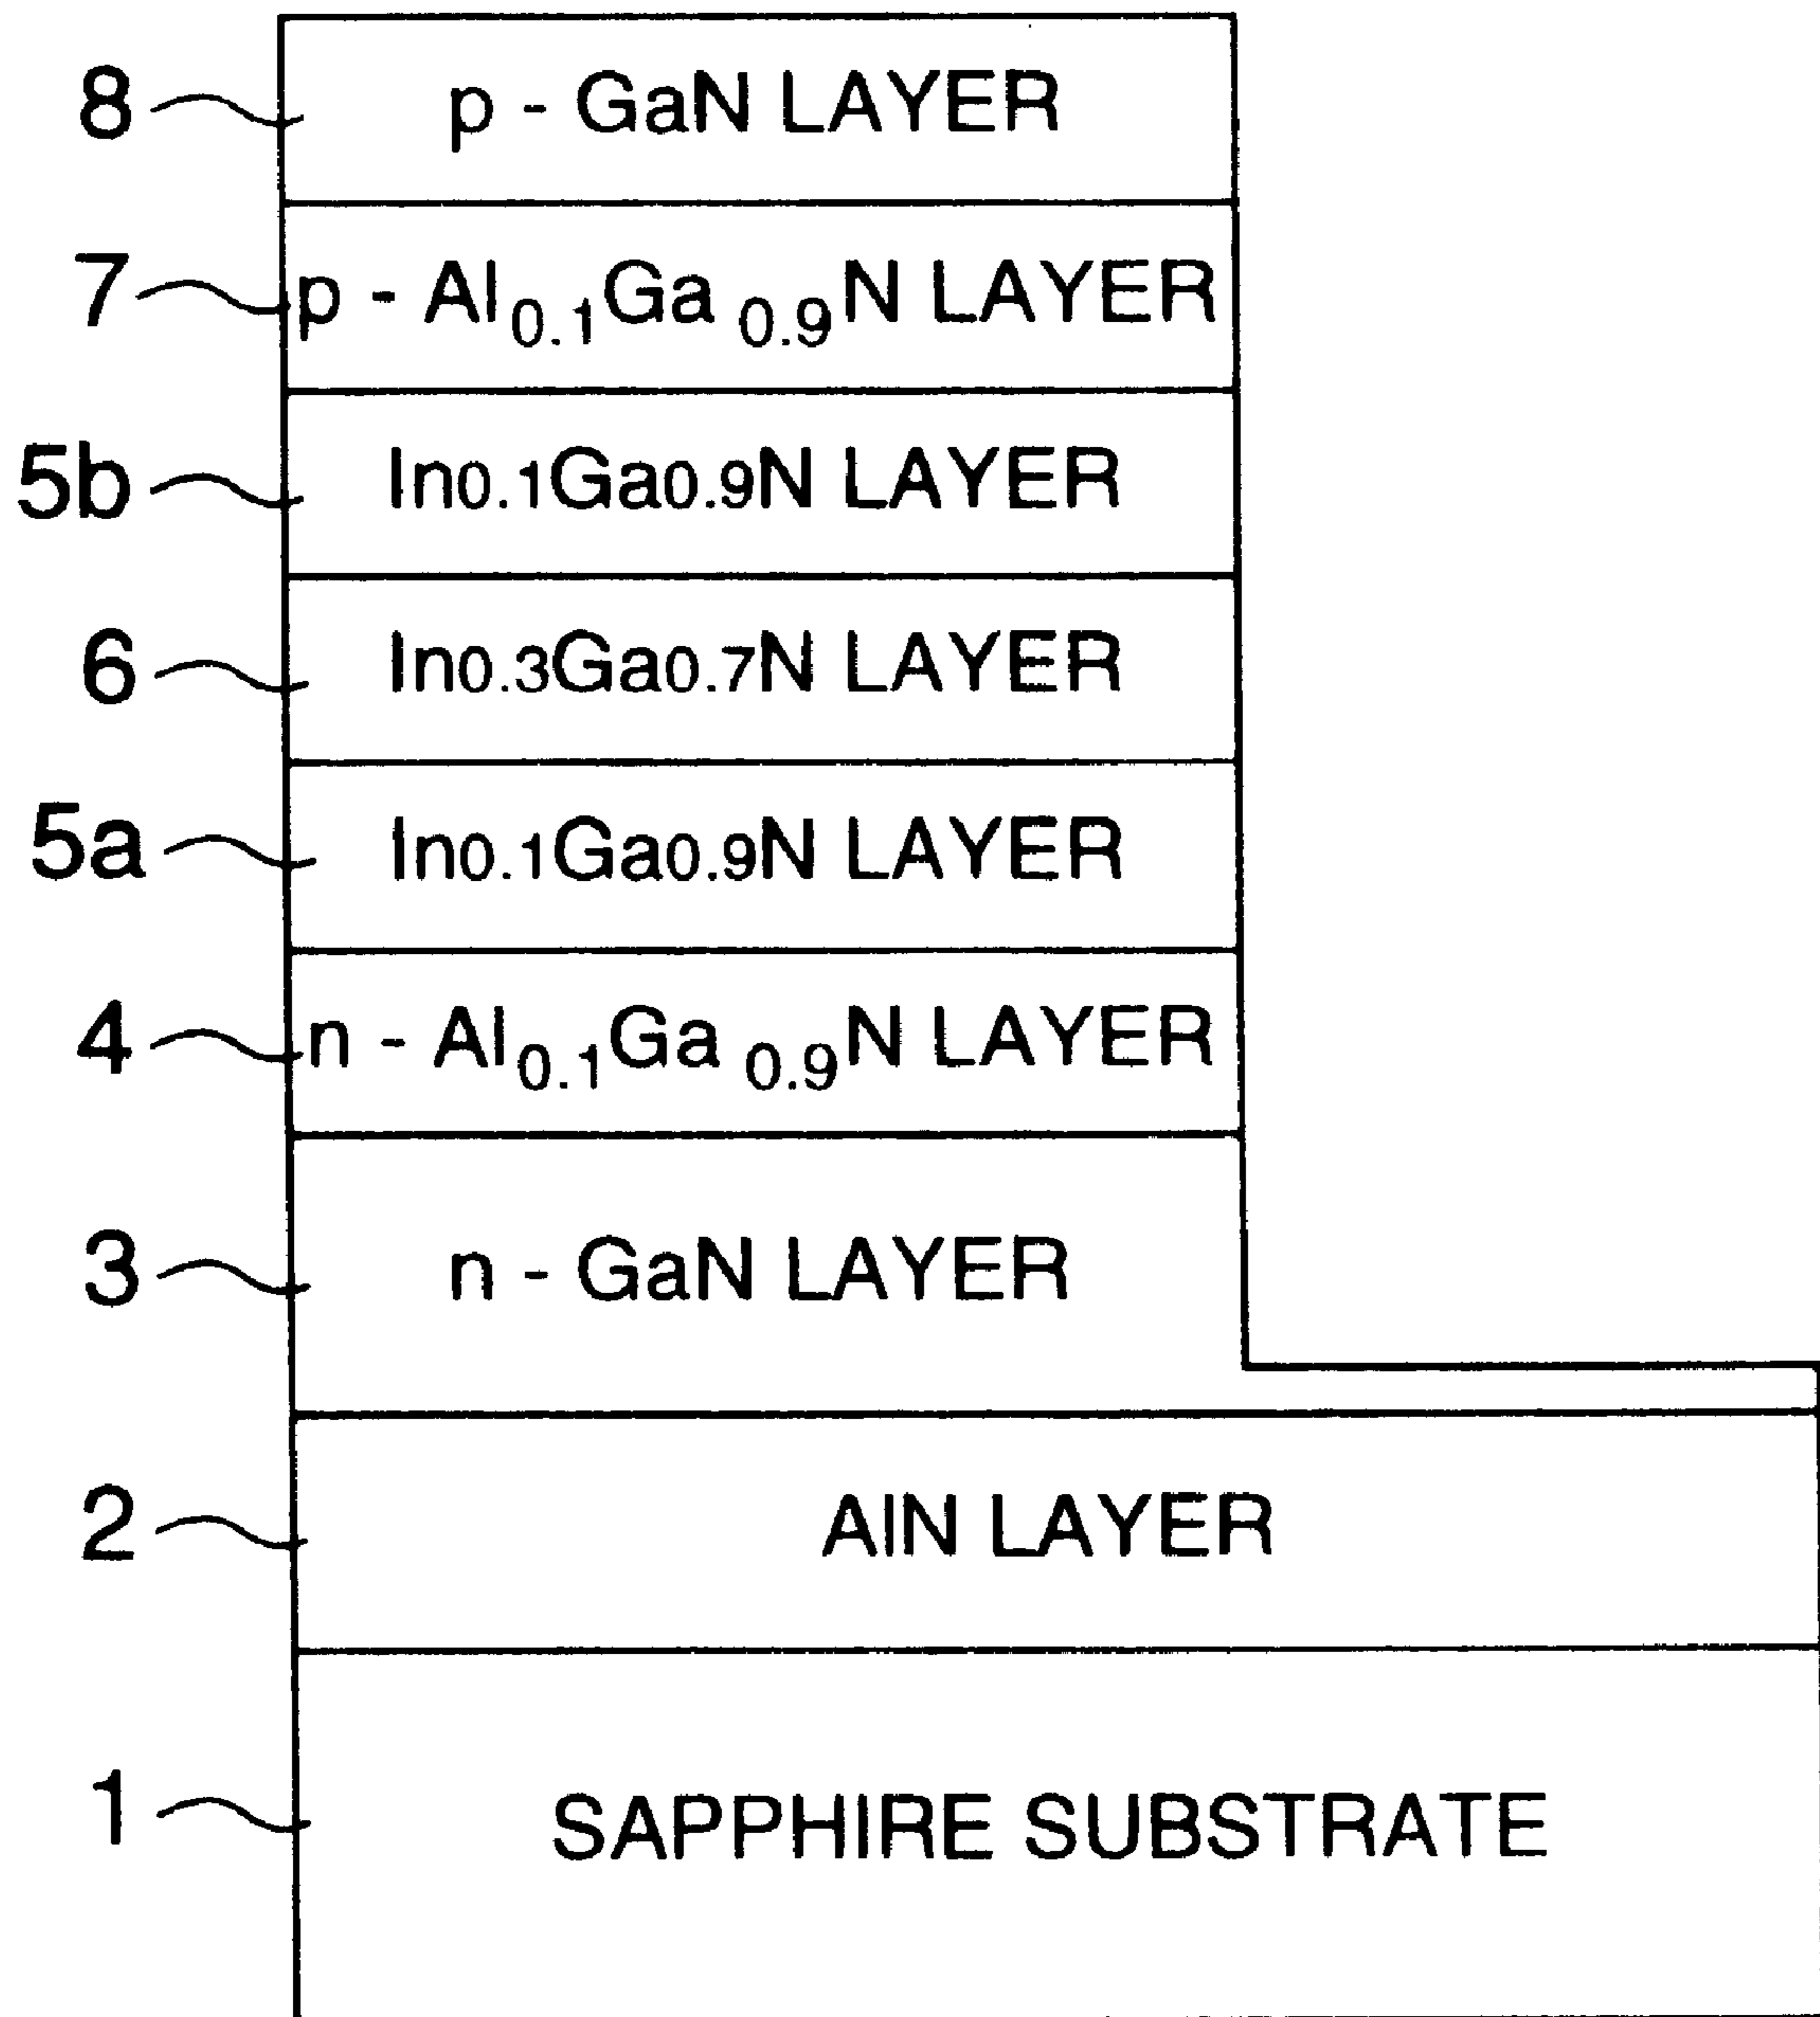 8 p - GaN LAYER
7 p - Al0.1Ga 0.9N LAYER
5b In0.1Ga0.9N LAYER
6 In0.3Ga0.7N LAYER
5a In0.1Ga0.9N LAYER
4 n - Al0.1Ga 0.9N LAYER
3 n - GaN LAYER
2 AlN LAYER
1 SAPPHIRE SUBSTRATE